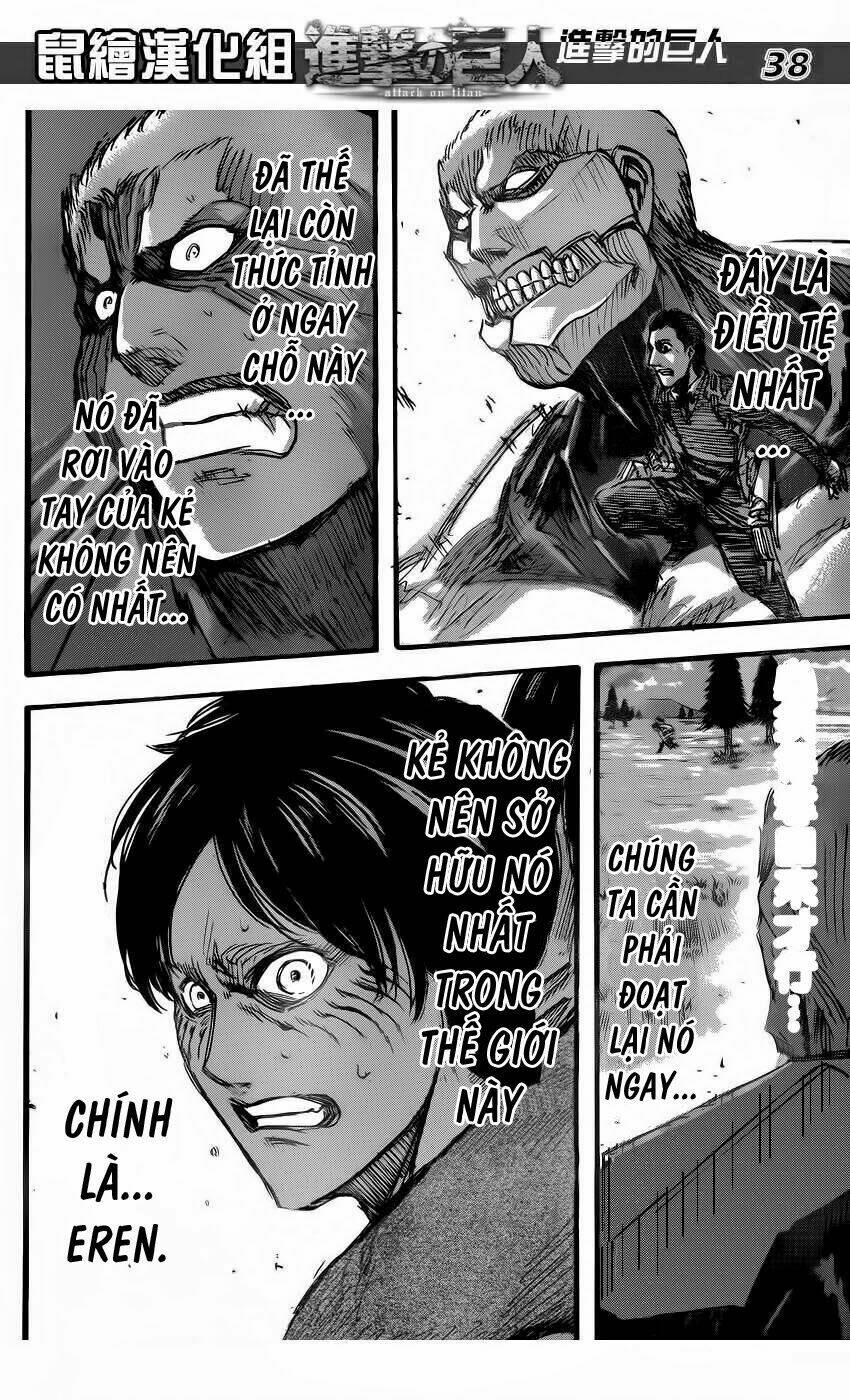 鼠繪漢化組
進撃の巨人
attack on titan
進擊的巨人
38
ĐÂY LÀ
ĐIỀU TỆ
NHẤT
...
ĐÃ THẾ
LẠI CÒN
THỨC TỈNH
Ở NGAY
CHỖ NÀY
...
NÓ ĐÃ
RƠI VÀO
TAY CỦA KẺ
KHÔNG NÊN
CÓ NHẤT...
CHÚNG
TA CẦN
PHẢI
ĐOẠT
LẠI NÓ
NGAY...
KẺ KHÔNG
NÊN SỞ
HỮU NÓ
NHẤT
TRONG
THẾ GIỚI
NÀY
CHÍNH
LÀ...
EREN.